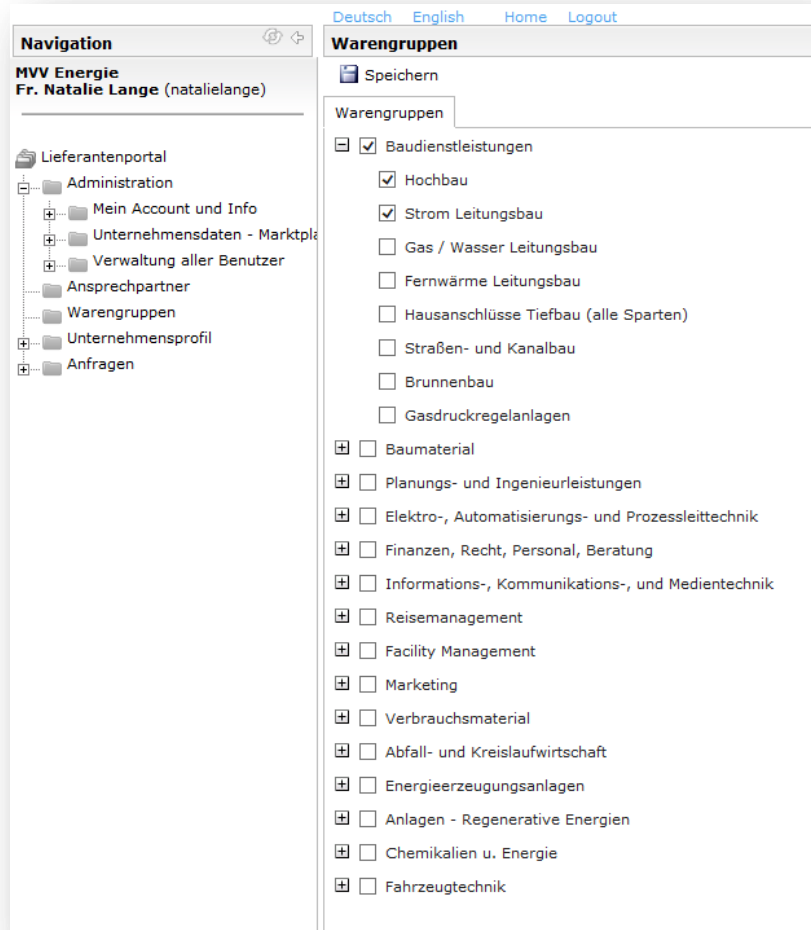 Deutsch English Home Logout
Navigation
MVV Energie
Fr. Natalie Lange (natalielange)
Lieferantenportal
Administration
Mein Account und Info
Unternehmensdaten - Marktpla
Verwaltung aller Benutzer
Ansprechpartner
Warengruppen
Unternehmensprofil
Anfragen
Warengruppen
Speichern
Warengruppen
Baudienstleistungen
Hochbau
Strom Leitungsbau
Gas / Wasser Leitungsbau
Fernwärme Leitungsbau
Hausanschlüsse Tiefbau (alle Sparten)
Straßen- und Kanalbau
Brunnenbau
Gasdruckregelanlagen
Baumaterial
Planungs- und Ingenieurleistungen
Elektro-, Automatisierungs- und Prozessleittechnik
Finanzen, Recht, Personal, Beratung
Informations-, Kommunikations-, und Medientechnik
Reisemanagement
Facility Management
Marketing
Verbrauchsmaterial
Abfall- und Kreislaufwirtschaft
Energieerzeugungsanlagen
Anlagen - Regenerative Energien
Chemikalien u. Energie
Fahrzeugtechnik